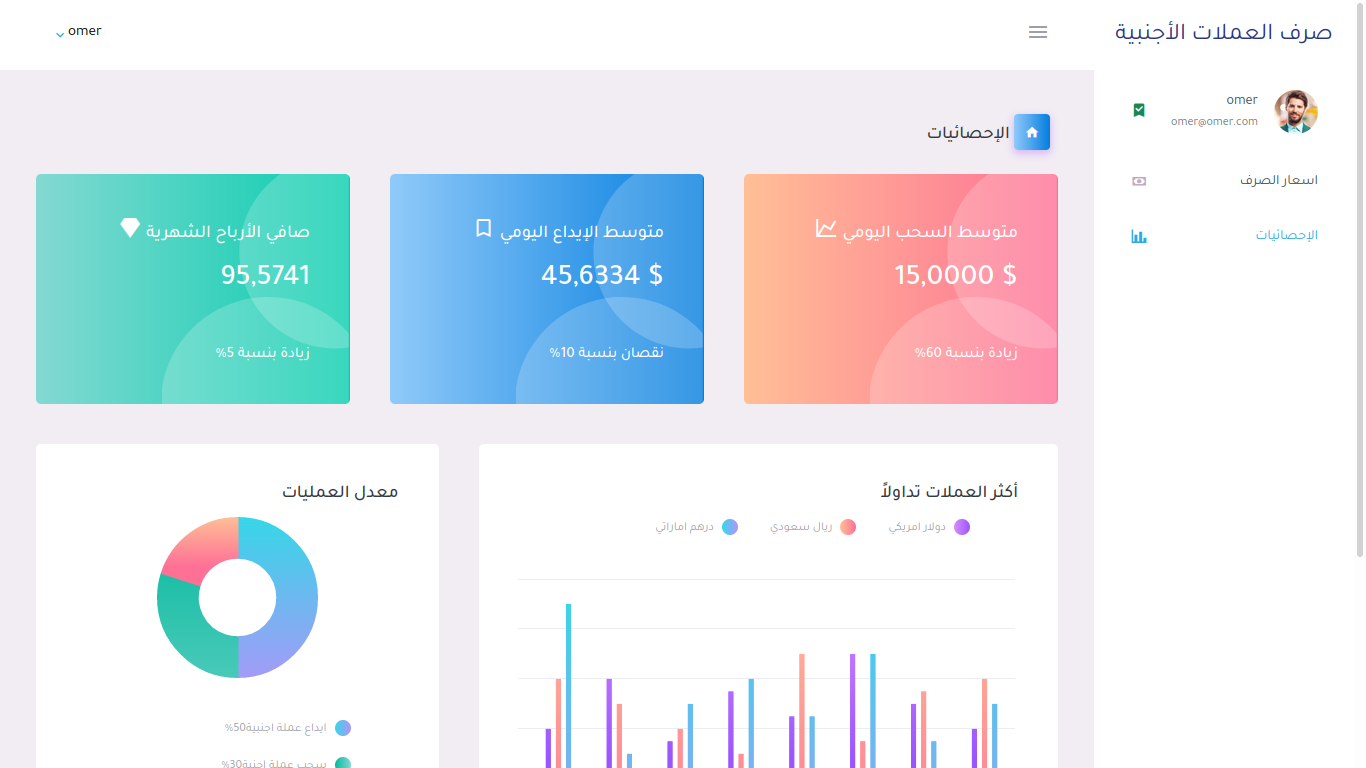 صرف العملات الأجنبية
omer
omer
omer@omer.com
اسعار الصرف
الإحصائيات
الإحصائيات
متوسط السحب اليومي
$ 15,0000
زيادة بنسبة 60%
متوسط الإيداع اليومي
$ 45,6334
نقصان بنسبة 10%
صافي الأرباح الشهرية
95,5741
زيادة بنسبة 5%
أكثر العملات تداولاً
دولار امريكي
ريال سعودي
درهم اماراتي
معدل العمليات
ايداع عملة اجنبية50%
سحب عملة اجنبية30%